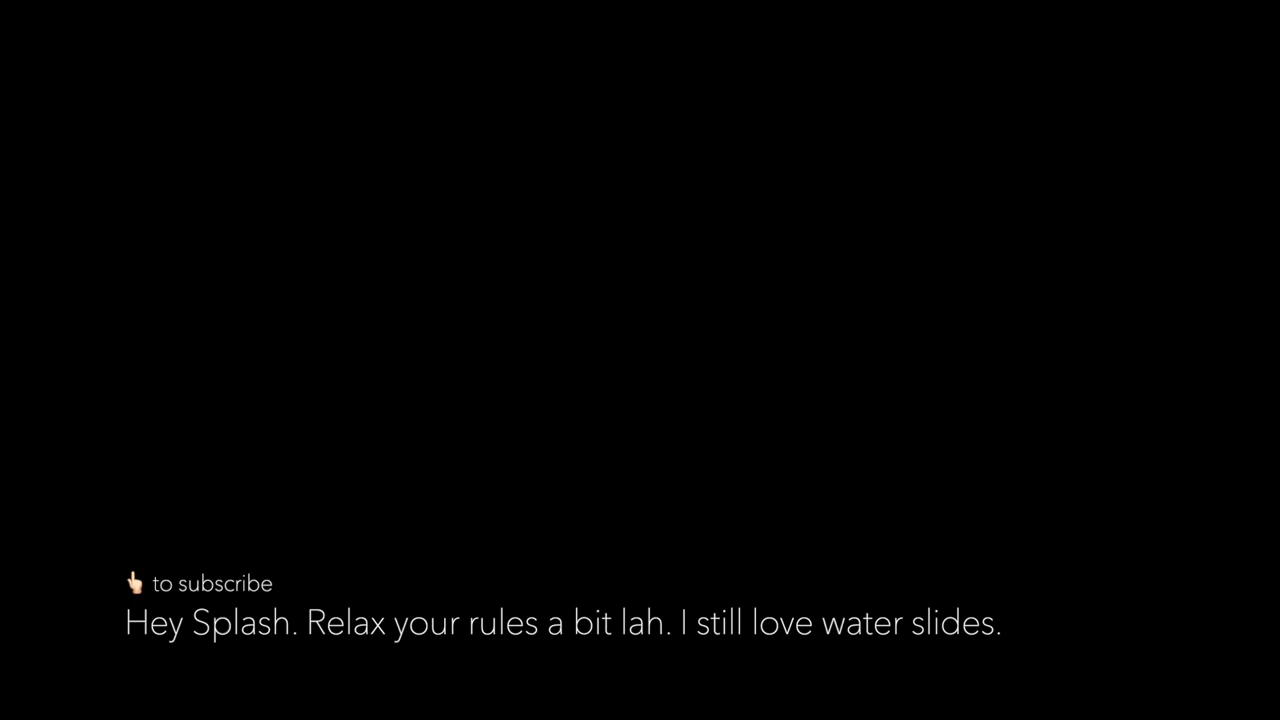 👆🏻 to subscribe
Hey Splash. Relax your rules a bit lah. I still love water slides.